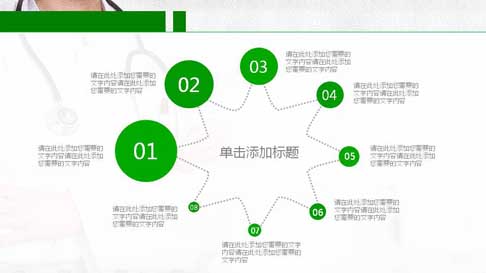 01
请在此处添加您需要的
文字内容请在此处添加
您需要的文字内容
02
请在此处添加您需要的
文字内容请在此处添加
您需要的文字内容
03
请在此处添加您需要的
文字内容请在此处添加
您需要的文字内容
04
请在此处添加您需要的
文字内容请在此处添加
您需要的文字内容
05
请在此处添加您需要的
文字内容请在此处添加
您需要的文字内容
06
请在此处添加您需要的
文字内容请在此处添加
您需要的文字内容
07
请在此处添加您需要的文字
内容请在此处添加您需要的
文字内容
08
请在此处添加您需要的
文字内容请在此处添加
您需要的文字内容
单击添加标题